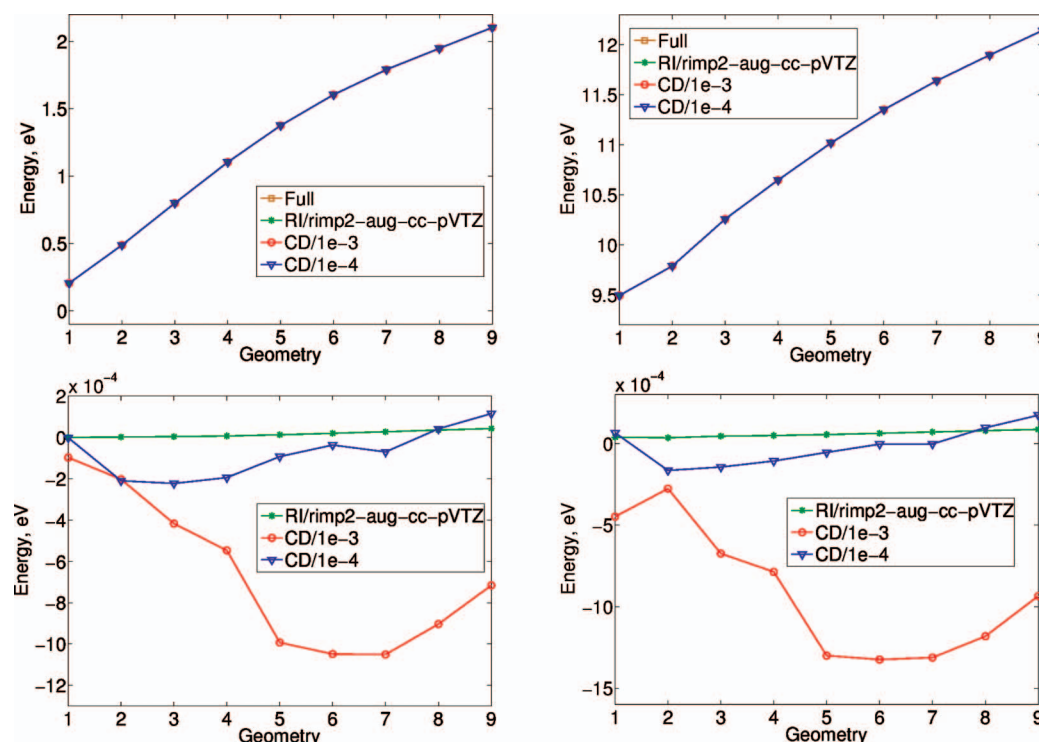 2
1.5
1
0.5
0
Energy, eV
1 2 3 4 5 6 7 8 9
Geometry
Full
RI/rimp2-aug-cc-pVTZ
CD/1e-3
CD/1e-4
12
11.5
11
10.5
10
9.5
Energy, eV
1 2 3 4 5 6 7 8 9
Geometry
Full
RI/rimp2-aug-cc-pVTZ
CD/1e-3
CD/1e-4
x 10⁻⁴
2
0
-2
-4
-6
-8
-10
-12
Energy, eV
1 2 3 4 5 6 7 8 9
Geometry
RI/rimp2-aug-cc-pVTZ
CD/1e-3
CD/1e-4
x 10⁻⁴
0
-5
-10
-15
Energy, eV
1 2 3 4 5 6 7 8 9
Geometry
RI/rimp2-aug-cc-pVTZ
CD/1e-3
CD/1e-4